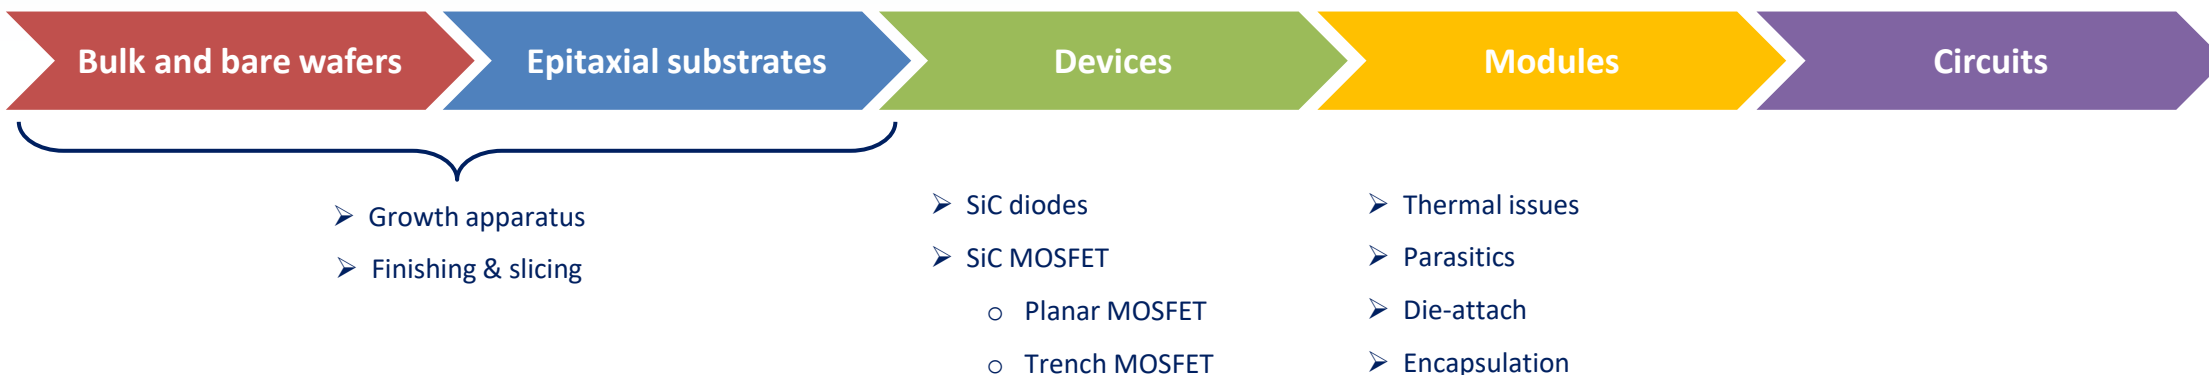 Bulk and bare wafers
Epitaxial substrates
Devices
Modules
Circuits
➢ Growth apparatus
➢ Finishing & slicing
➢ SiC diodes
➢ SiC MOSFET
o Planar MOSFET
o Trench MOSFET
➢ Thermal issues
➢ Parasitics
➢ Die-attach
➢ Encapsulation